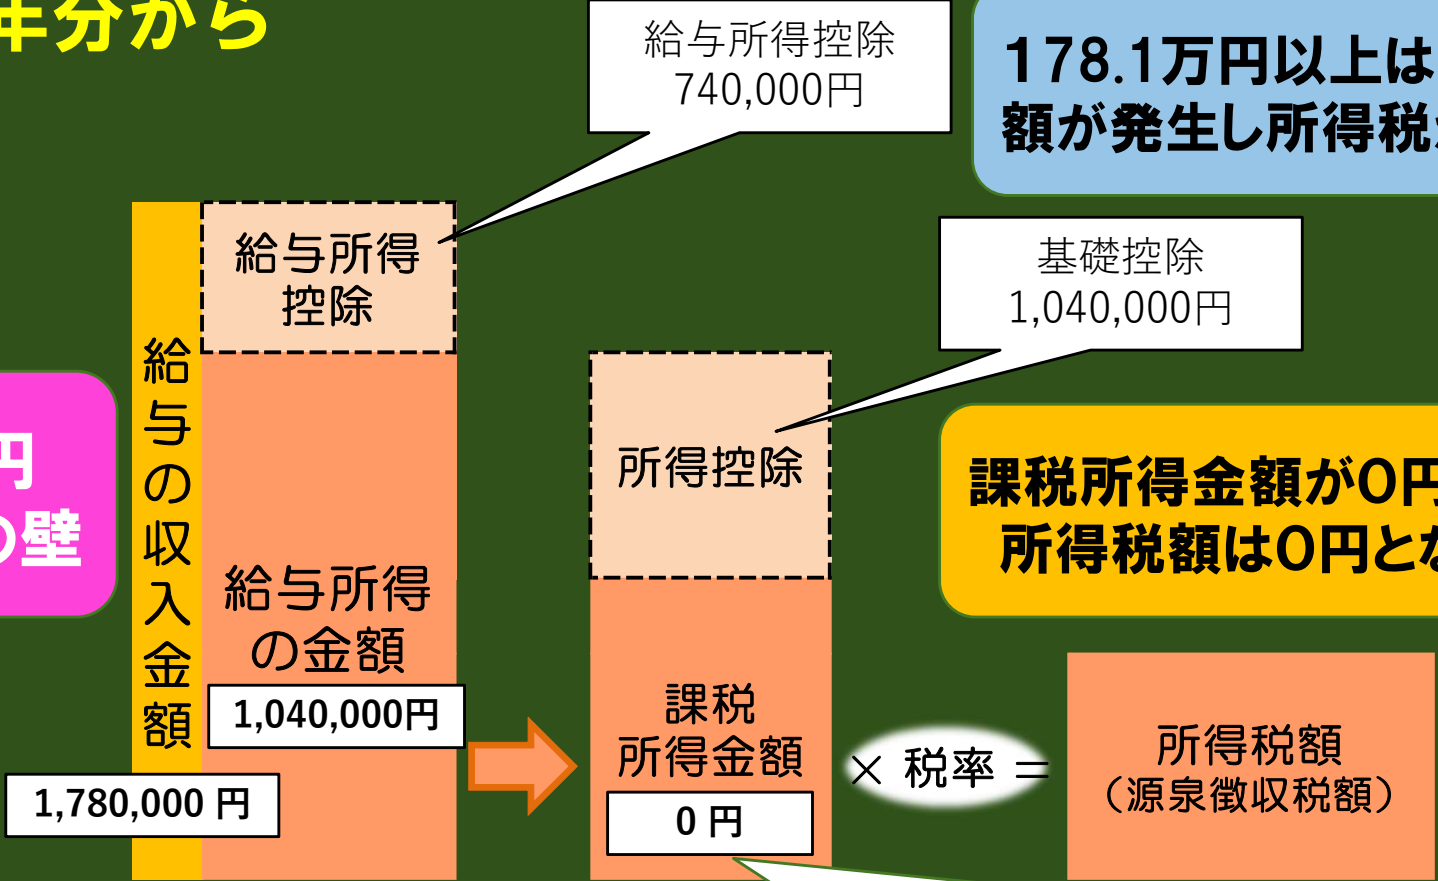 年分から
給与所得控除
740,000円
178.1万円以上は
額が発生し所得税
給与所得
控除
基礎控除
1,040,000円
給与の収入金額
円
の壁
所得控除
課税所得金額が0円
所得税額は0円とな
給与所得
の金額
1,040,000円
課税
所得金額
× 税率 =
所得税額
（源泉徴収税額）
1,780,000 円
0 円